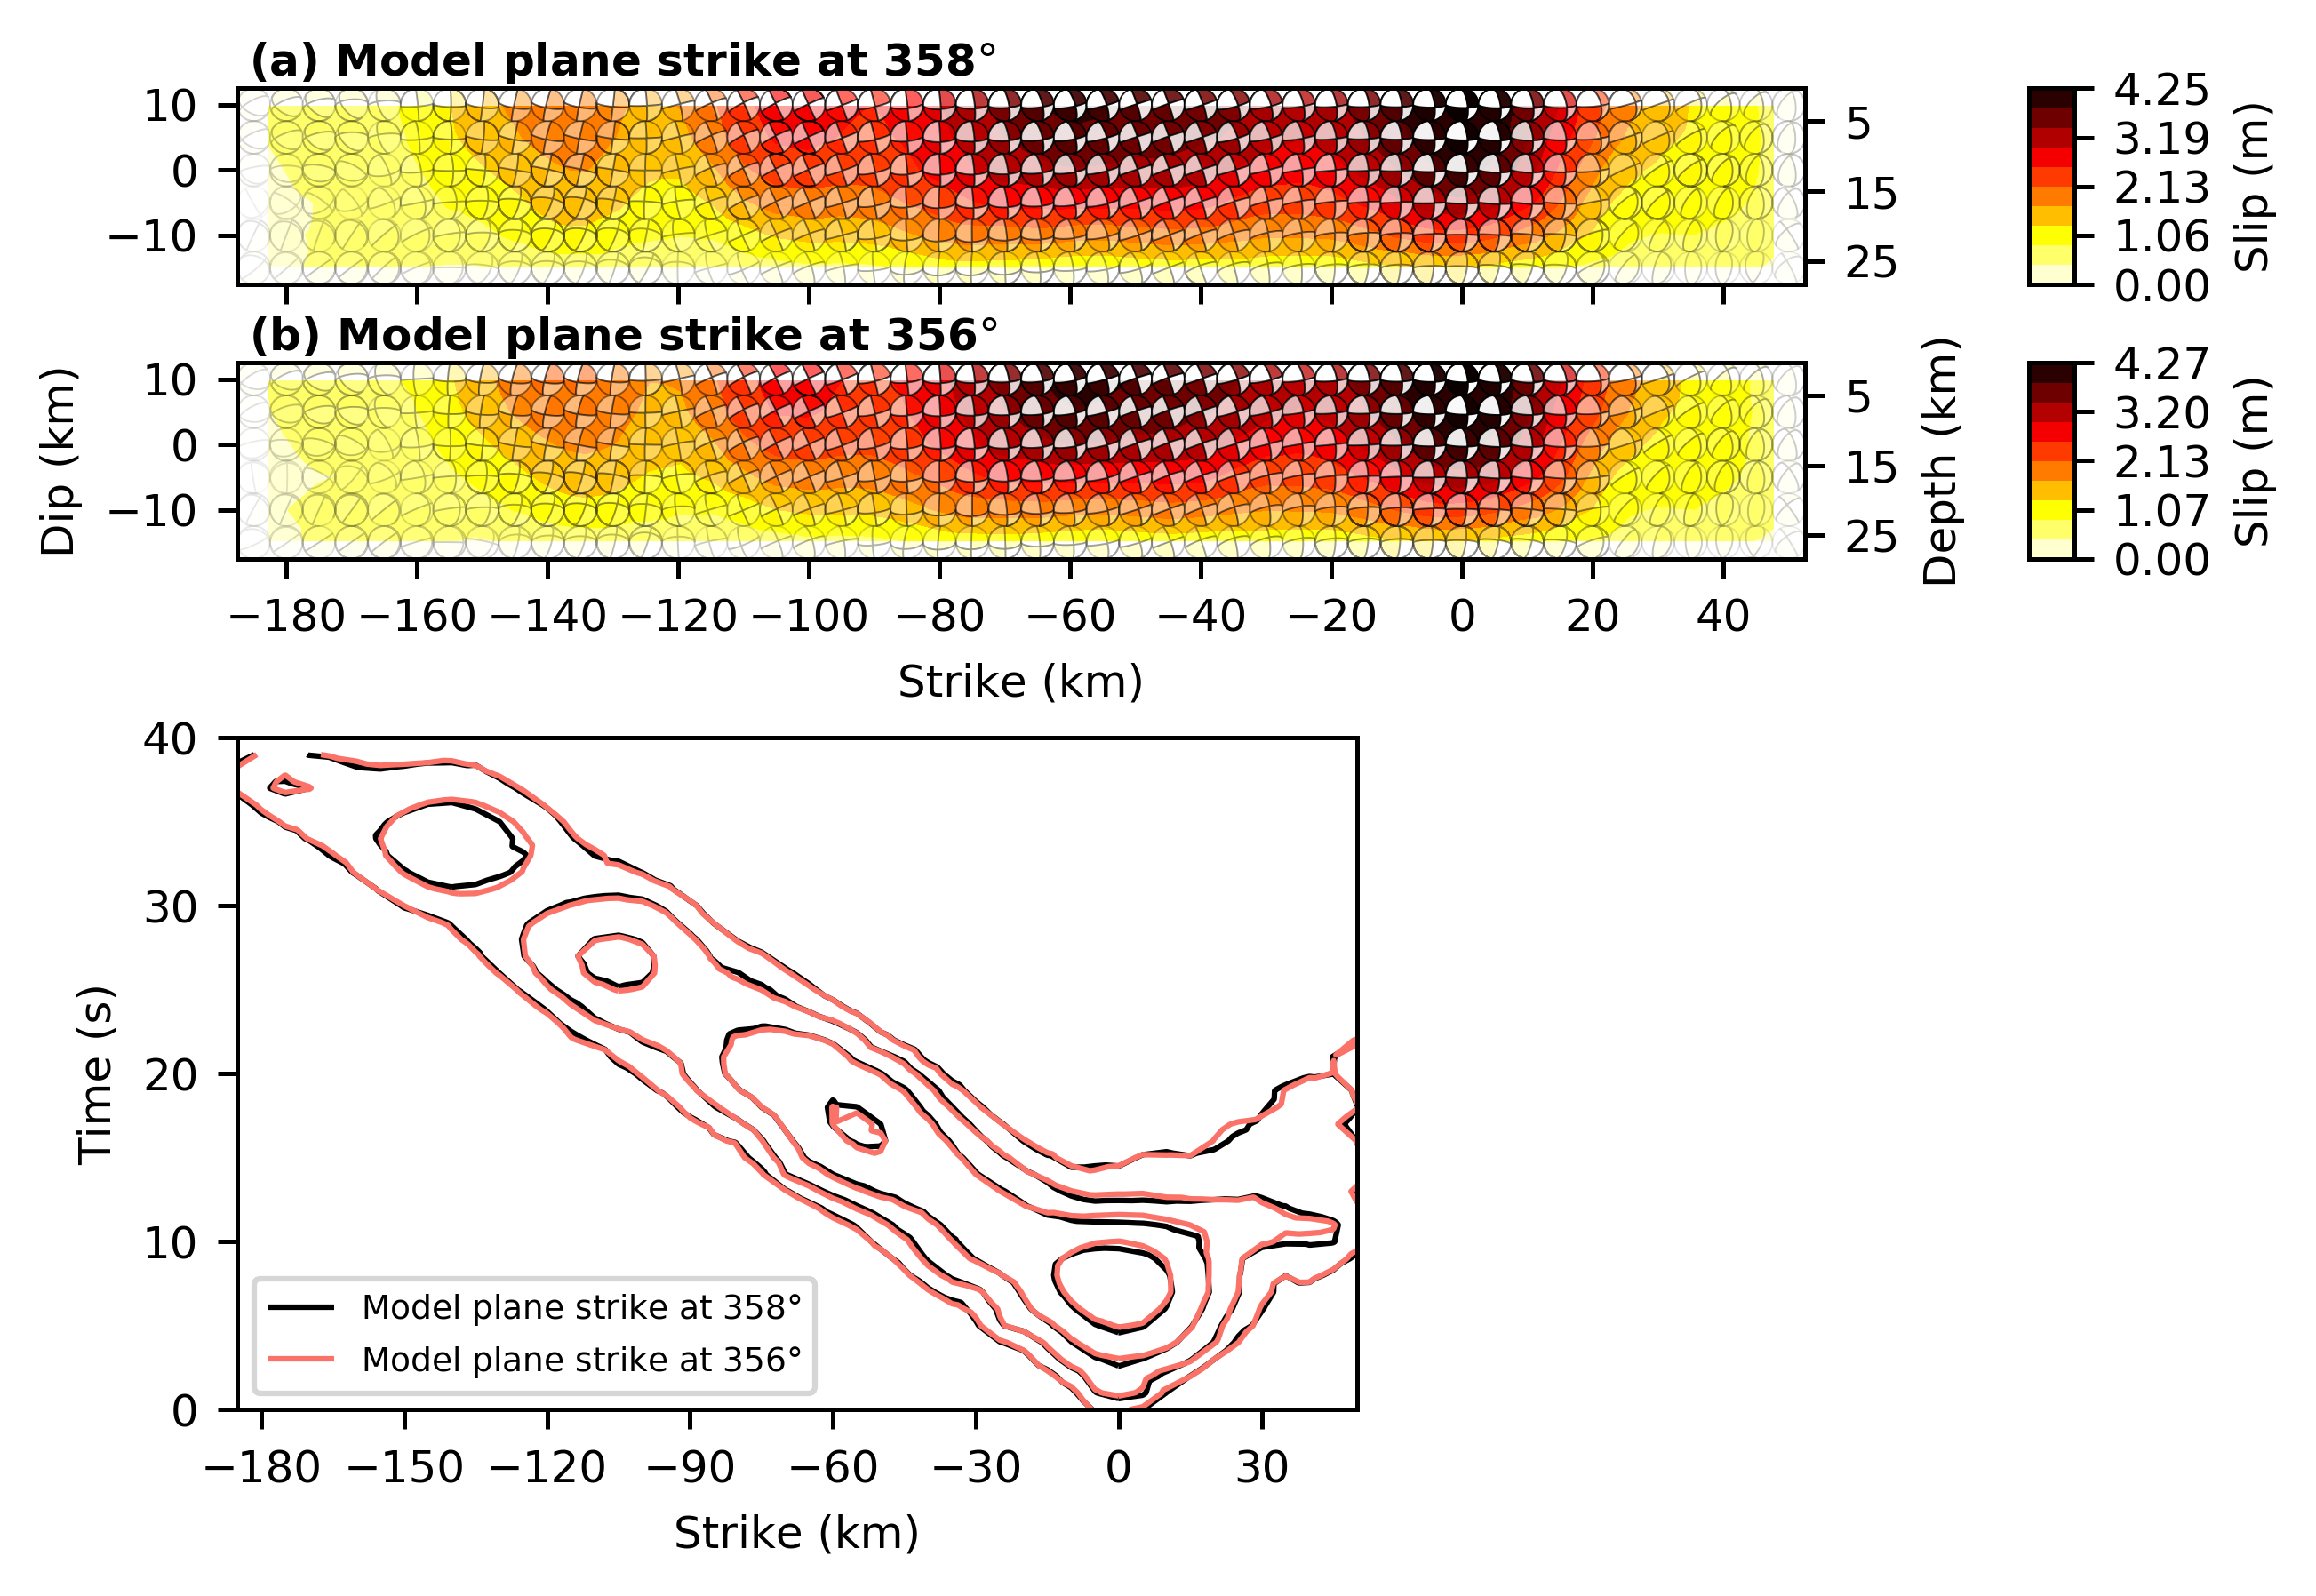 (a) Model plane strike at 358°
10
0
−10
5
15
25
4.25
3.19
2.13
1.06
0.00
Slip (m)
(b) Model plane strike at 356°
Dip (km)
10
0
−10
5
15
25
Depth (km)
4.27
3.20
2.13
1.07
0.00
Slip (m)
−180 −160 −140 −120 −100 −80 −60 −40 −20 0 20 40
Strike (km)
Time (s)
40
30
20
10
0
Model plane strike at 358°
Model plane strike at 356°
−180 −150 −120 −90 −60 −30 0 30
Strike (km)